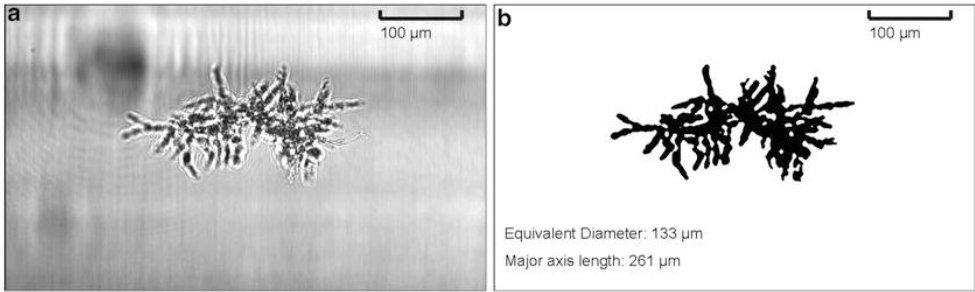 a
100 µm
b
100 µm
Equivalent Diameter: 133 µm
Major axis length: 261 µm